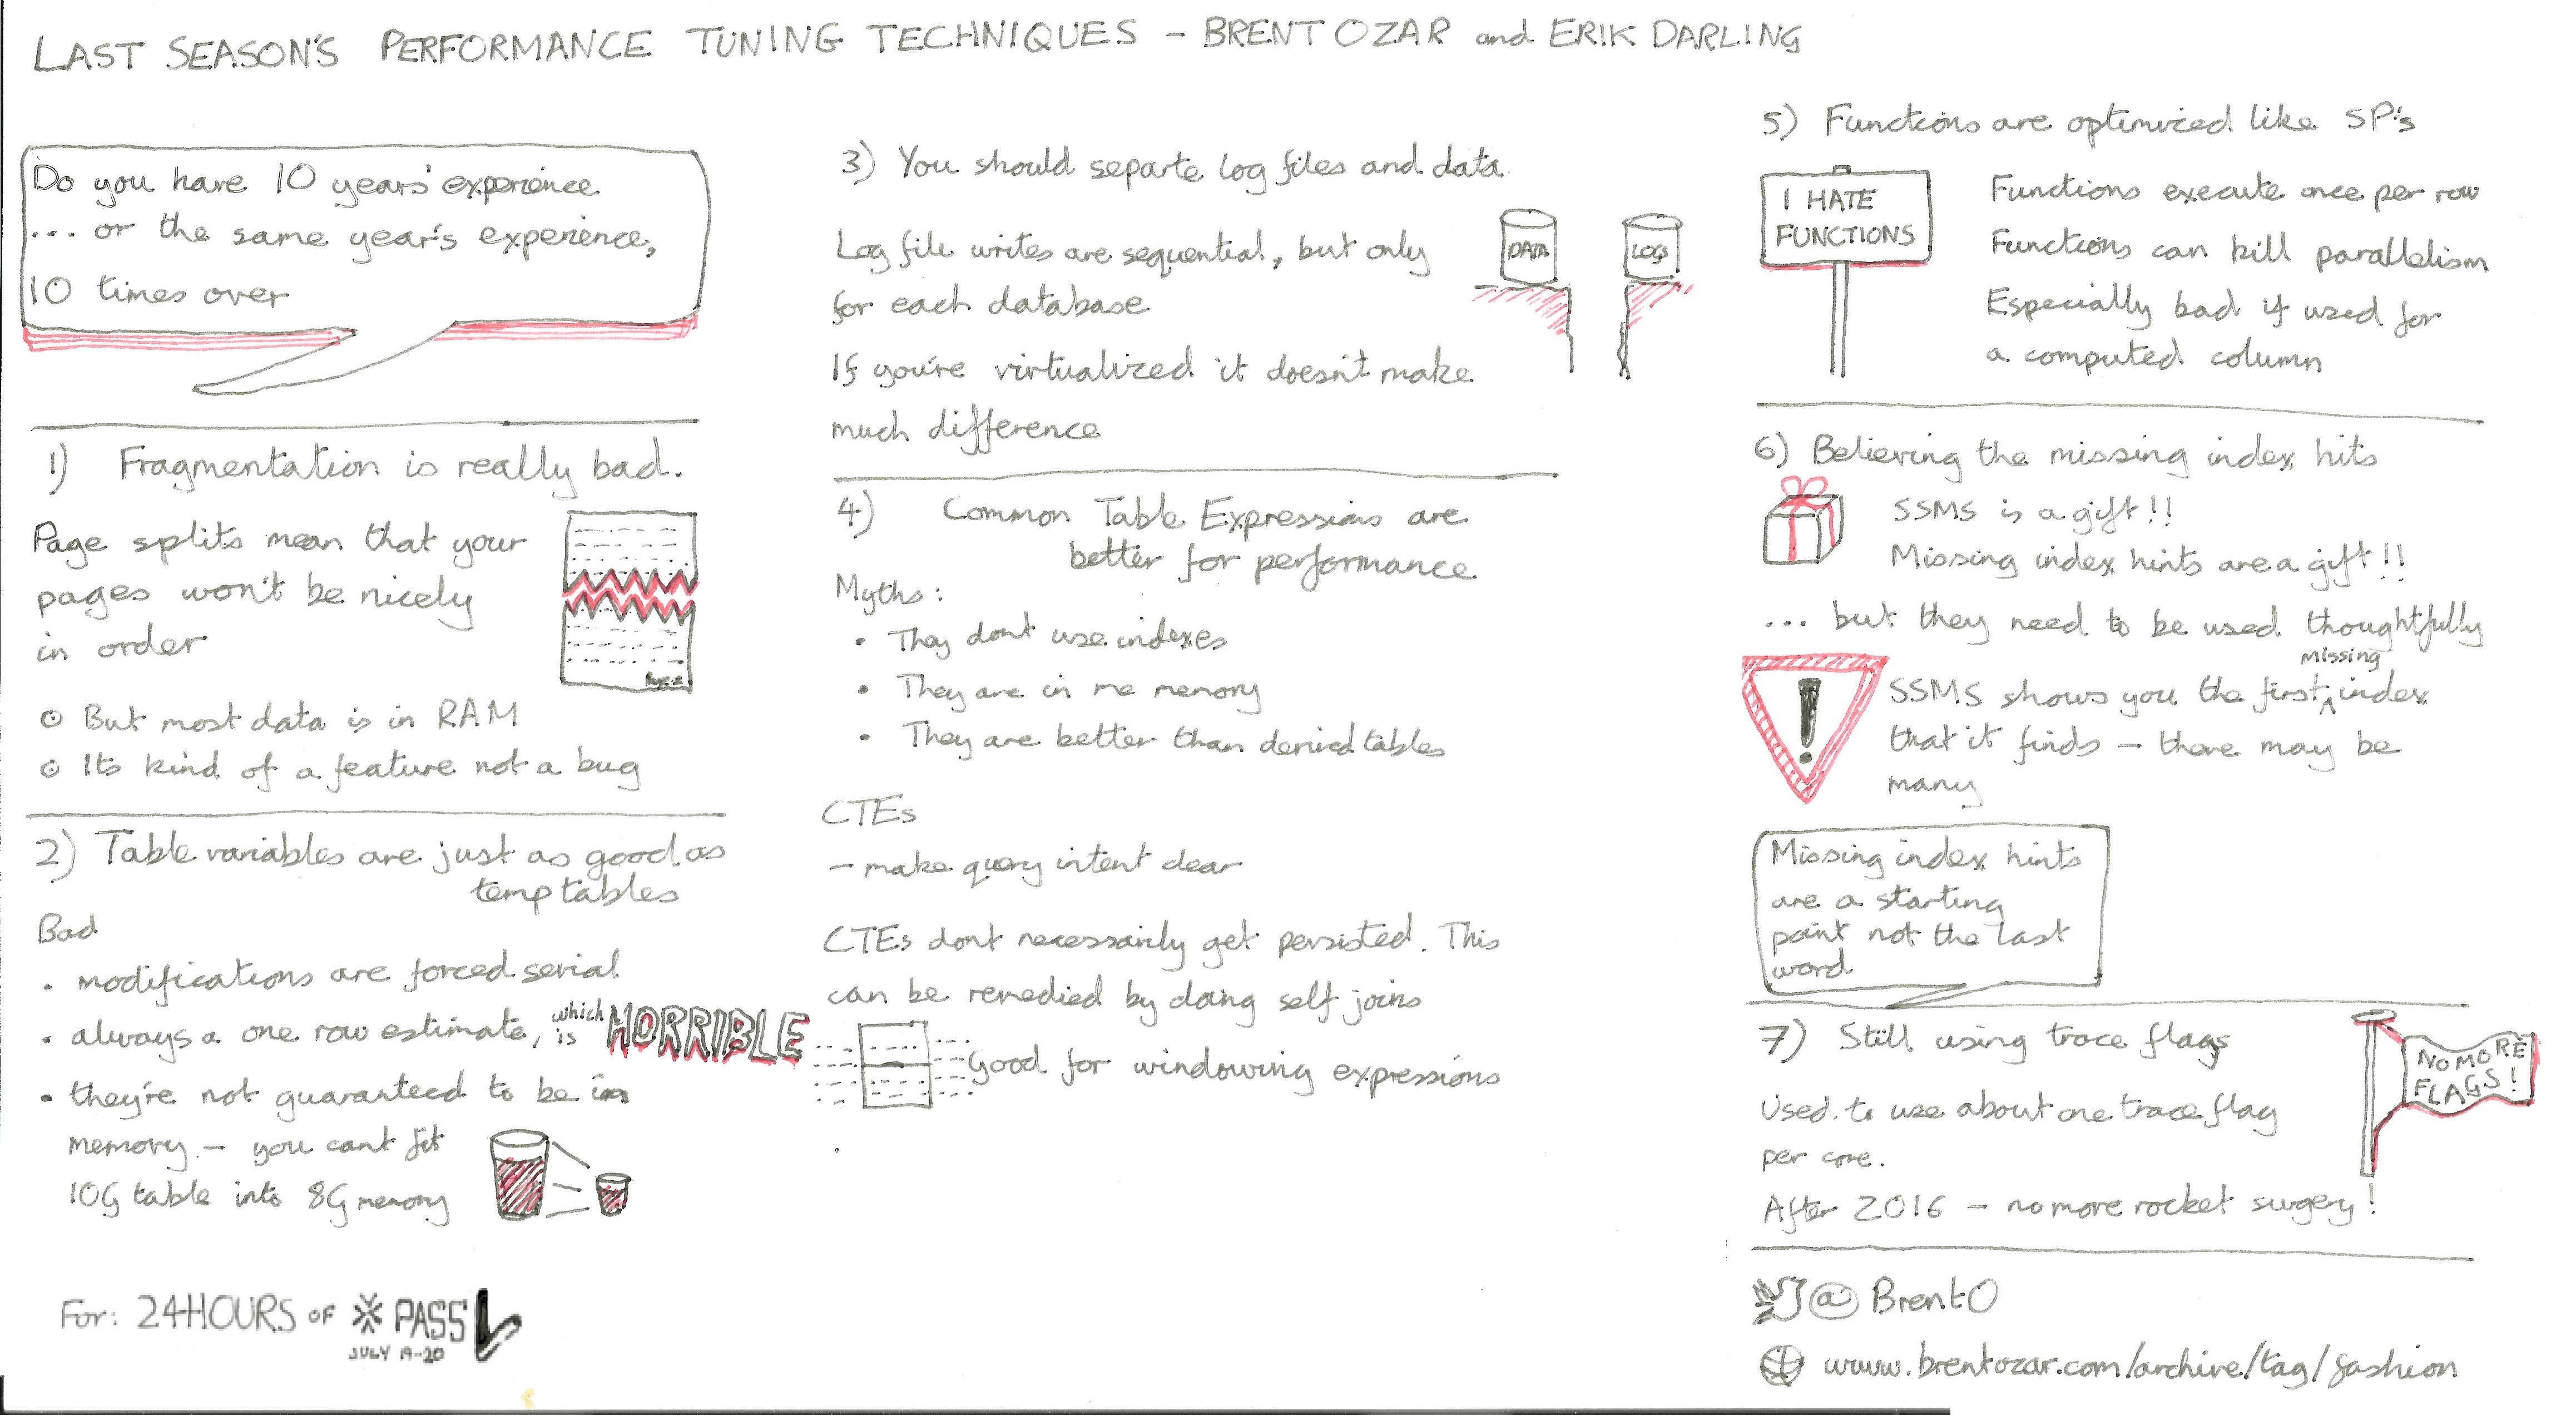 LAST SEASON'S PERFORMANCE TUNING TECHNIQUES - BRENT OZAR and ERIK DARLING
Do you have 10 years' experience
... or the same year's experience,
10 times over
1) Fragmentation is really bad.
Page splits mean that your
pages won't be nicely
in order
But most data is in RAM
Its kind of a feature not a bug
2) Table variables are just as good as
temp tables
Bad
• modifications are forced serial
• always a one row estimate, which is HORRIBLE
• they're not guaranteed to be in
memory - you cant fit
10G table into 8G memory
For: 24HOURS OF PASS
JULY 19-20
3) You should separte log files and data
Log file writes are sequential, but only
for each database
If you're virtualized it doesn't make
much difference
DATA
LOGS
4) Common Table Expressions are
better for performance
Myths:
• They dont use indexes
• They are in me memory
• They are better than derived tables
CTEs
- make query intent clear
CTEs dont necessarily get persisted. This
can be remedied by doing self joins
Good for windowing expressions
5) Functions are optimized like SP's
I HATE
FUNCTIONS
Functions execute once per row
Functions can kill parallelism
Especially bad if used for
a computed column
6) Believing the missing index hits
SSMS is a gift!!
Missing index hints are a gift!!
... but they need to be used thoughtfully
SSMS shows you the first missing index
that it finds - there may be
many
Missing index hints
are a starting
point not the last
word
7) Still using trace flags
NO MORE
FLAGS!
Used to use about one trace flag
per core.
After 2016 - no more rocket surgery!
@BrentO
www.brentozar.com/archive/tag/fashion